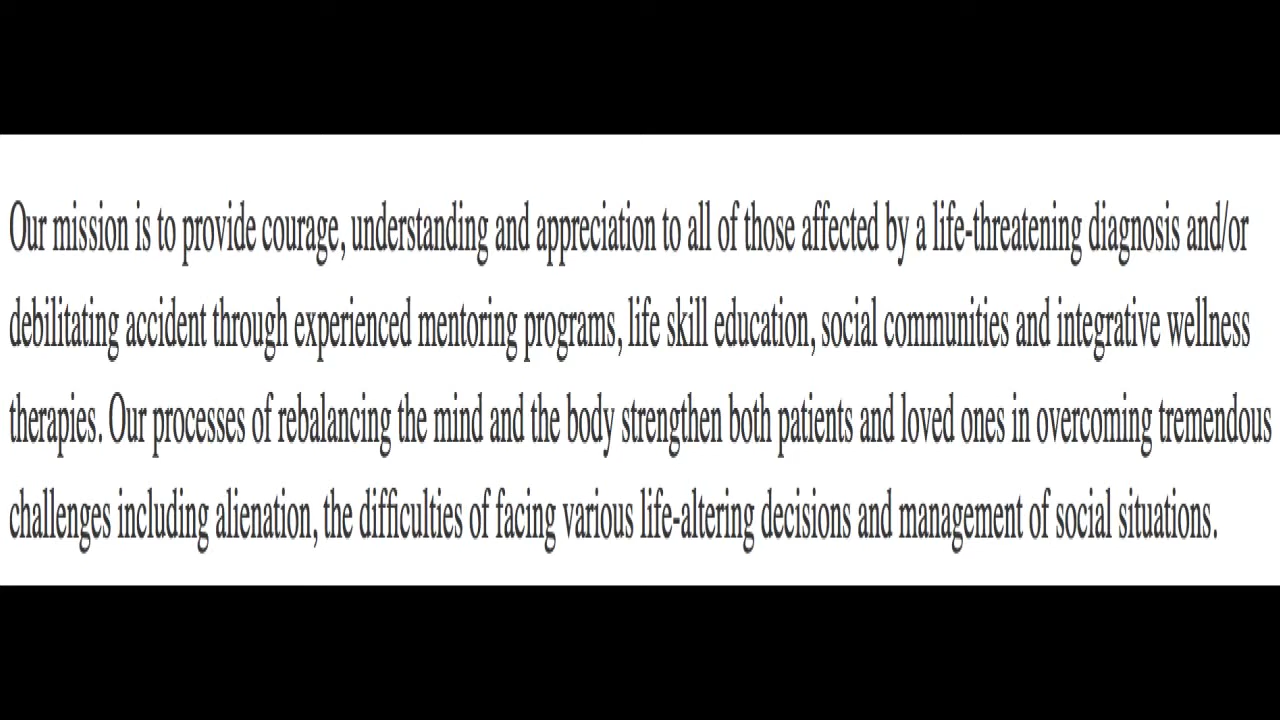 Our mission is to provide courage, understanding and appreciation to all of those affected by a life-threatening diagnosis and/or
debilitating accident through experienced mentoring programs, life skill education, social communities and integrative wellness
therapies. Our processes of rebalancing the mind and the body strengthen both patients and loved ones in overcoming tremendous
challenges including alienation, the difficulties of facing various life-altering decisions and management of social situations.